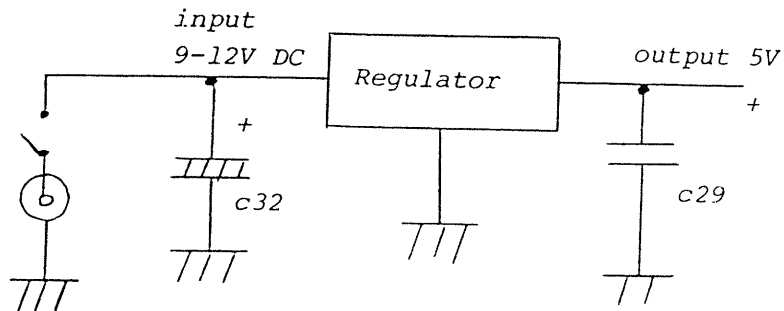 input
9-12V DC
Regulator
output 5V
+
+
c32
c29